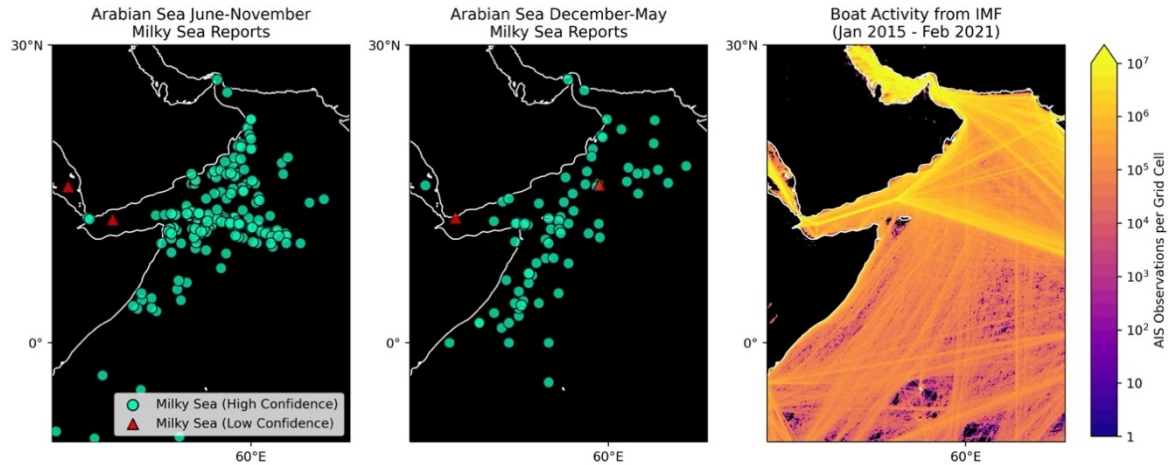 Arabian Sea June-November
Milky Sea Reports
30°N
0°
60°E
Milky Sea (High Confidence)
Milky Sea (Low Confidence)
Arabian Sea December-May
Milky Sea Reports
30°N
0°
60°E
Boat Activity from IMF
(Jan 2015 - Feb 2021)
60°E
10⁷
10⁶
10⁵
10⁴
10³
10²
10
1
AIS Observations per Grid Cell